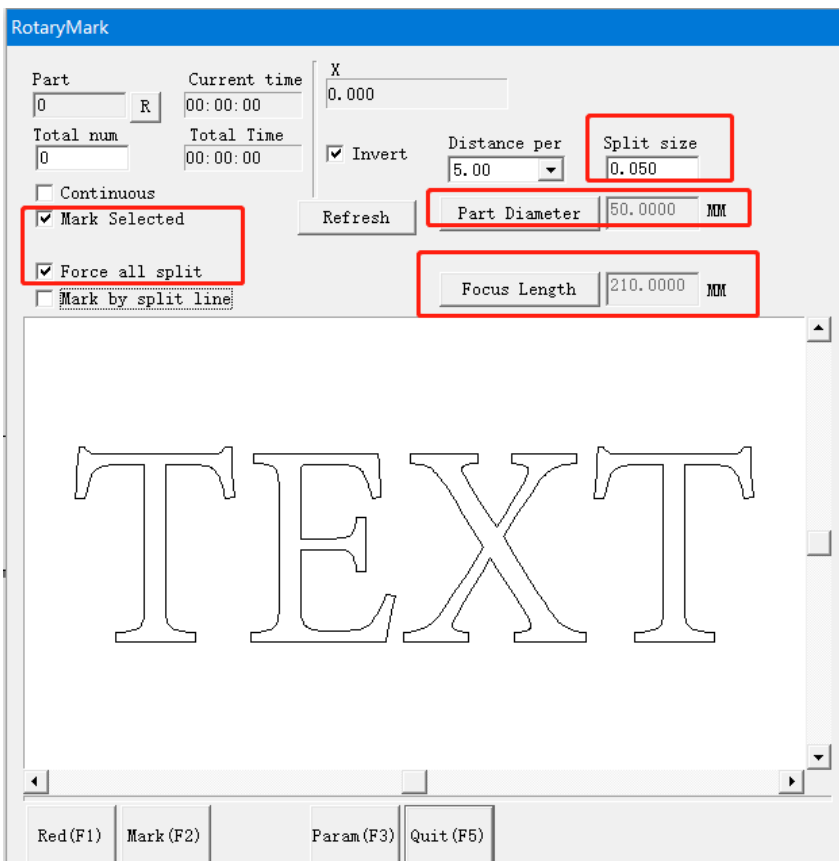 RotaryMark
Part Current time X
0 R 00:00:00 0.000
Total num Total Time
0 00:00:00 Invert Distance per Split size
5.00 0.050
Continuous
Mark Selected Refresh Part Diameter 50.0000 MM
Force all split Focus Length 210.0000 MM
Mark by split line
TEXT
Red(F1) Mark(F2) Param(F3) Quit(F5)